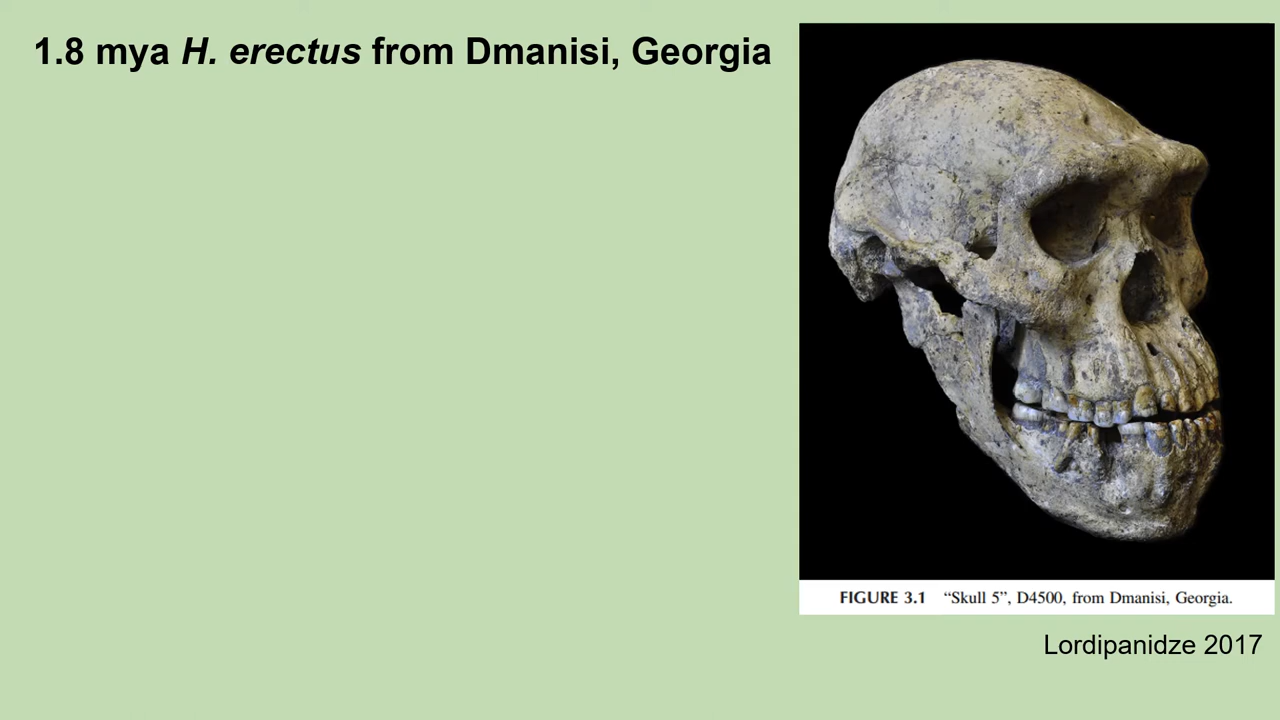 1.8 mya H. erectus from Dmanisi, Georgia
FIGURE 3.1 “Skull 5”, D4500, from Dmanisi, Georgia.
Lordipanidze 2017